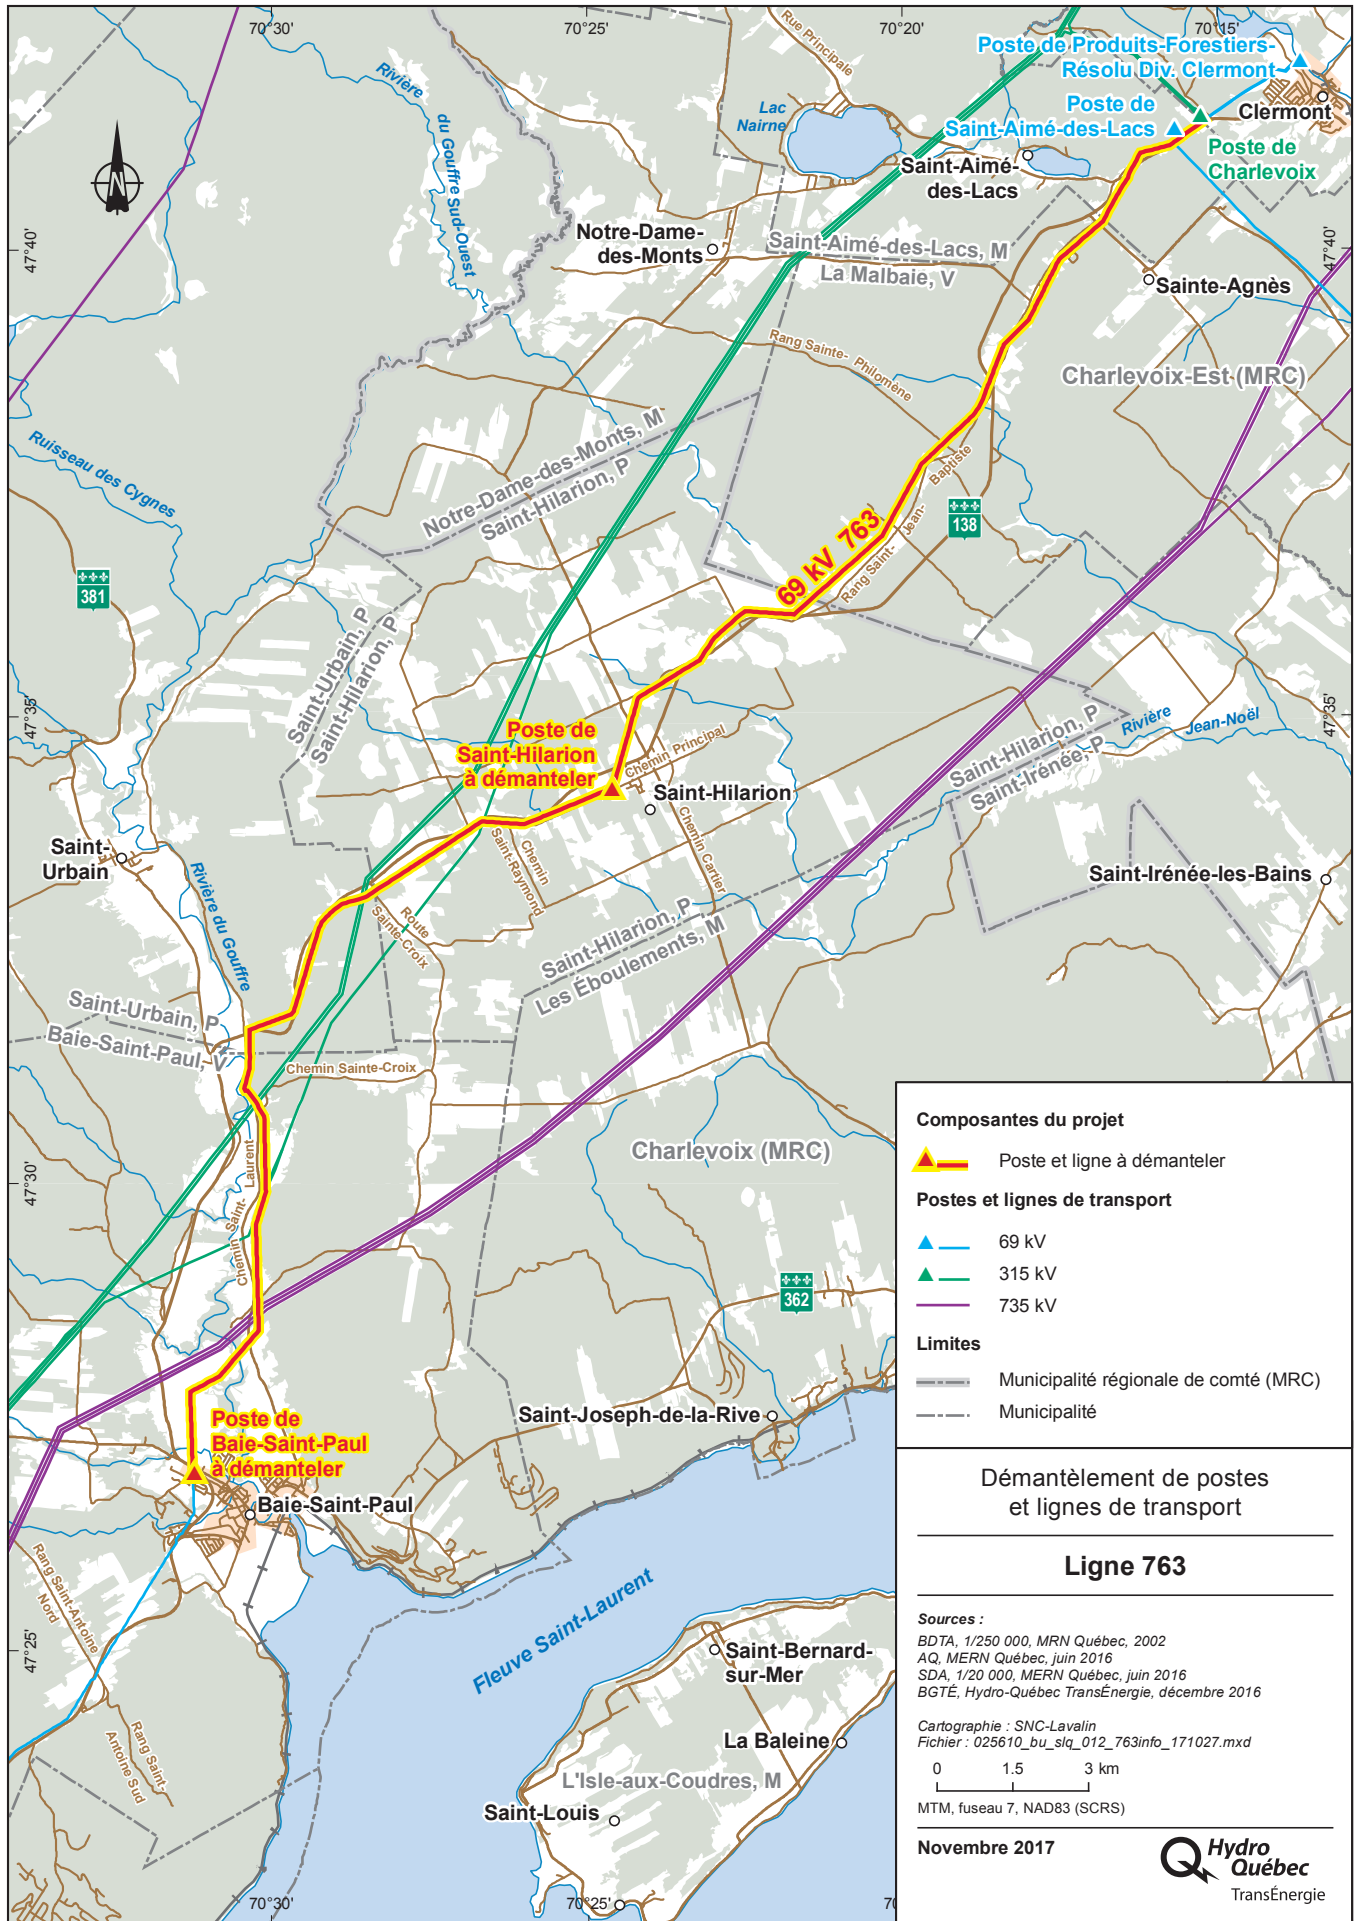 70°30'
70°25'
70°20'
70°15'
Rue Principale
Poste de Produits-Forestiers-
Résolu Div. Clermont
Rivière
du Gouffre Sud-Ouest
Lac
Nairne
Poste de
Saint-Aimé-des-Lacs
Clermont
Poste de
Charlevoix
Saint-Aimé-
des-Lacs
N
Notre-Dame-
des-Monts
Saint-Aimé-des-Lacs, M
La Malbaie, V
47°40'
47°40'
Sainte-Agnès
Rang Sainte- Philomène
Charlevoix-Est (MRC)
Ruisseau des Cygnes
Notre-Dame-des-Monts, M
Saint-Hilarion, P
Baptiste
Rang Saint- Jean-
138
69 kV 763
381
Saint-Urbain, P
Saint-Hilarion, P
47°35'
47°35'
Poste de
Saint-Hilarion
à démanteler
Chemin Principal
Saint-Hilarion
Saint-Hilarion, P
Saint-Irénée, P
Rivière
Jean-Noël
Saint-
Urbain
Chemin
Saint-Raymond
Chemin Cartier
Saint-Irénée-les-Bains
Rivière du Gouffre
Route
Sainte-Croix
Saint-Hilarion, P
Les Éboulements, M
Saint-Urbain, P
Baie-Saint-Paul, V
Chemin Sainte-Croix
Chemin Saint- Laurent
47°30'
Charlevoix (MRC)
362
Saint-Joseph-de-la-Rive
Poste de
Baie-Saint-Paul
à démanteler
Baie-Saint-Paul
Rang Saint-Antoine
Nord
Fleuve Saint-Laurent
47°25'
Saint-Bernard-
sur-Mer
La Baleine
Rang Saint-
Antoine Sud
L'Isle-aux-Coudres, M
Saint-Louis
70°30'
70°25'
70
Composantes du projet
Poste et ligne à démanteler
Postes et lignes de transport
69 kV
315 kV
735 kV
Limites
Municipalité régionale de comté (MRC)
Municipalité
Démantèlement de postes
et lignes de transport
Ligne 763
Sources :
BDTA, 1/250 000, MRN Québec, 2002
AQ, MERN Québec, juin 2016
SDA, 1/20 000, MERN Québec, juin 2016
BGTÉ, Hydro-Québec TransÉnergie, décembre 2016
Cartographie : SNC-Lavalin
Fichier : 025610_bu_slq_012_763info_171027.mxd
0 1.5 3 km
MTM, fuseau 7, NAD83 (SCRS)
Novembre 2017
Hydro
Québec
TransÉnergie